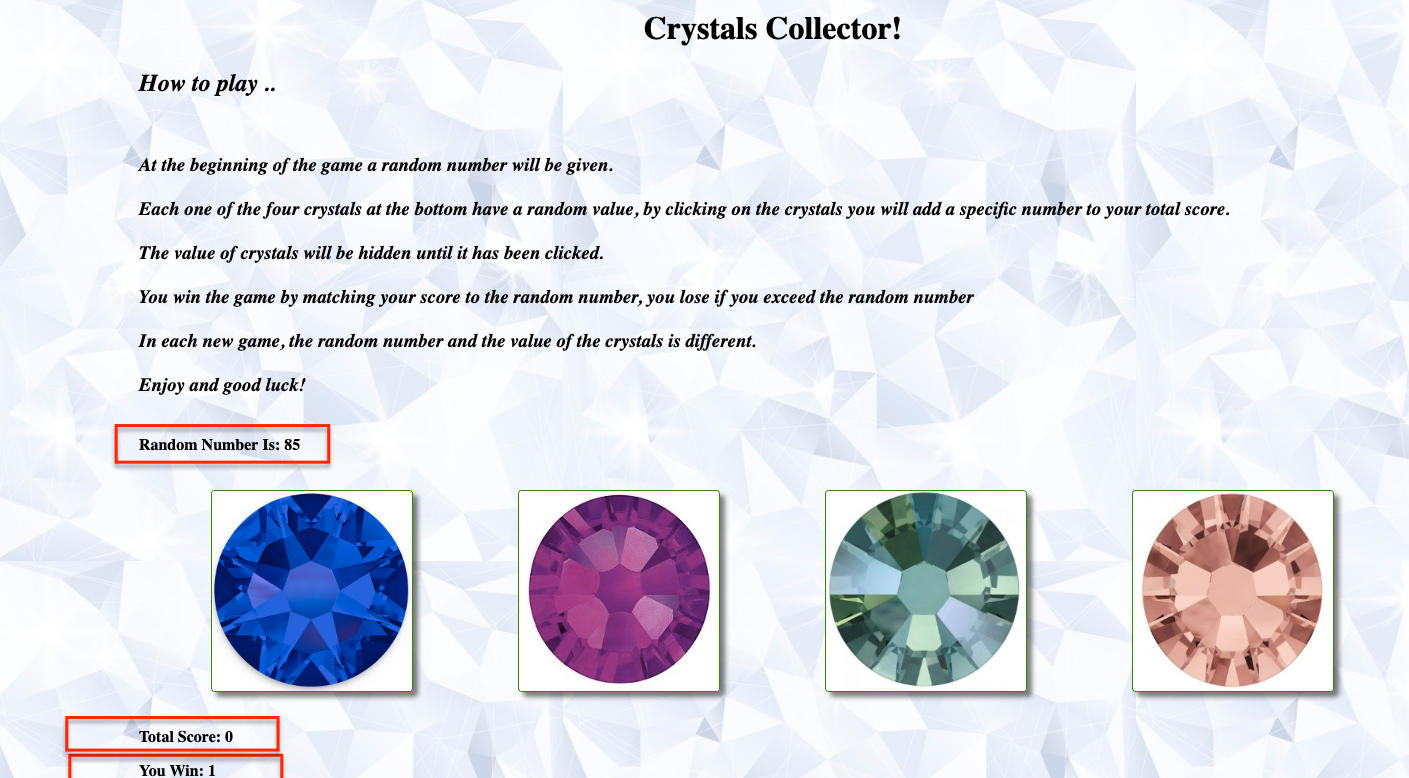 Crystals Collector!
How to play ..
At the beginning of the game a random number will be given.
Each one of the four crystals at the bottom have a random value, by clicking on the crystals you will add a specific number to your total score.
The value of crystals will be hidden until it has been clicked.
You win the game by matching your score to the random number, you lose if you exceed the random number
In each new game, the random number and the value of the crystals is different.
Enjoy and good luck!
Random Number Is: 85
Total Score: 0
You Win: 1